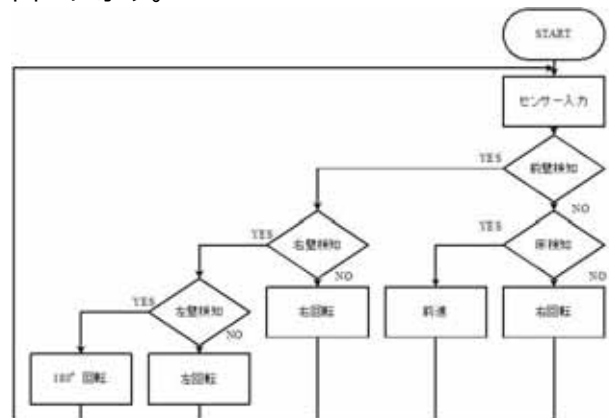 START
センサー入力
YES
前壁検知
NO
YES
右壁検知
NO
YES
床検知
NO
YES
左壁検知
NO
右回転
前進
右回転
180° 回転
左回転